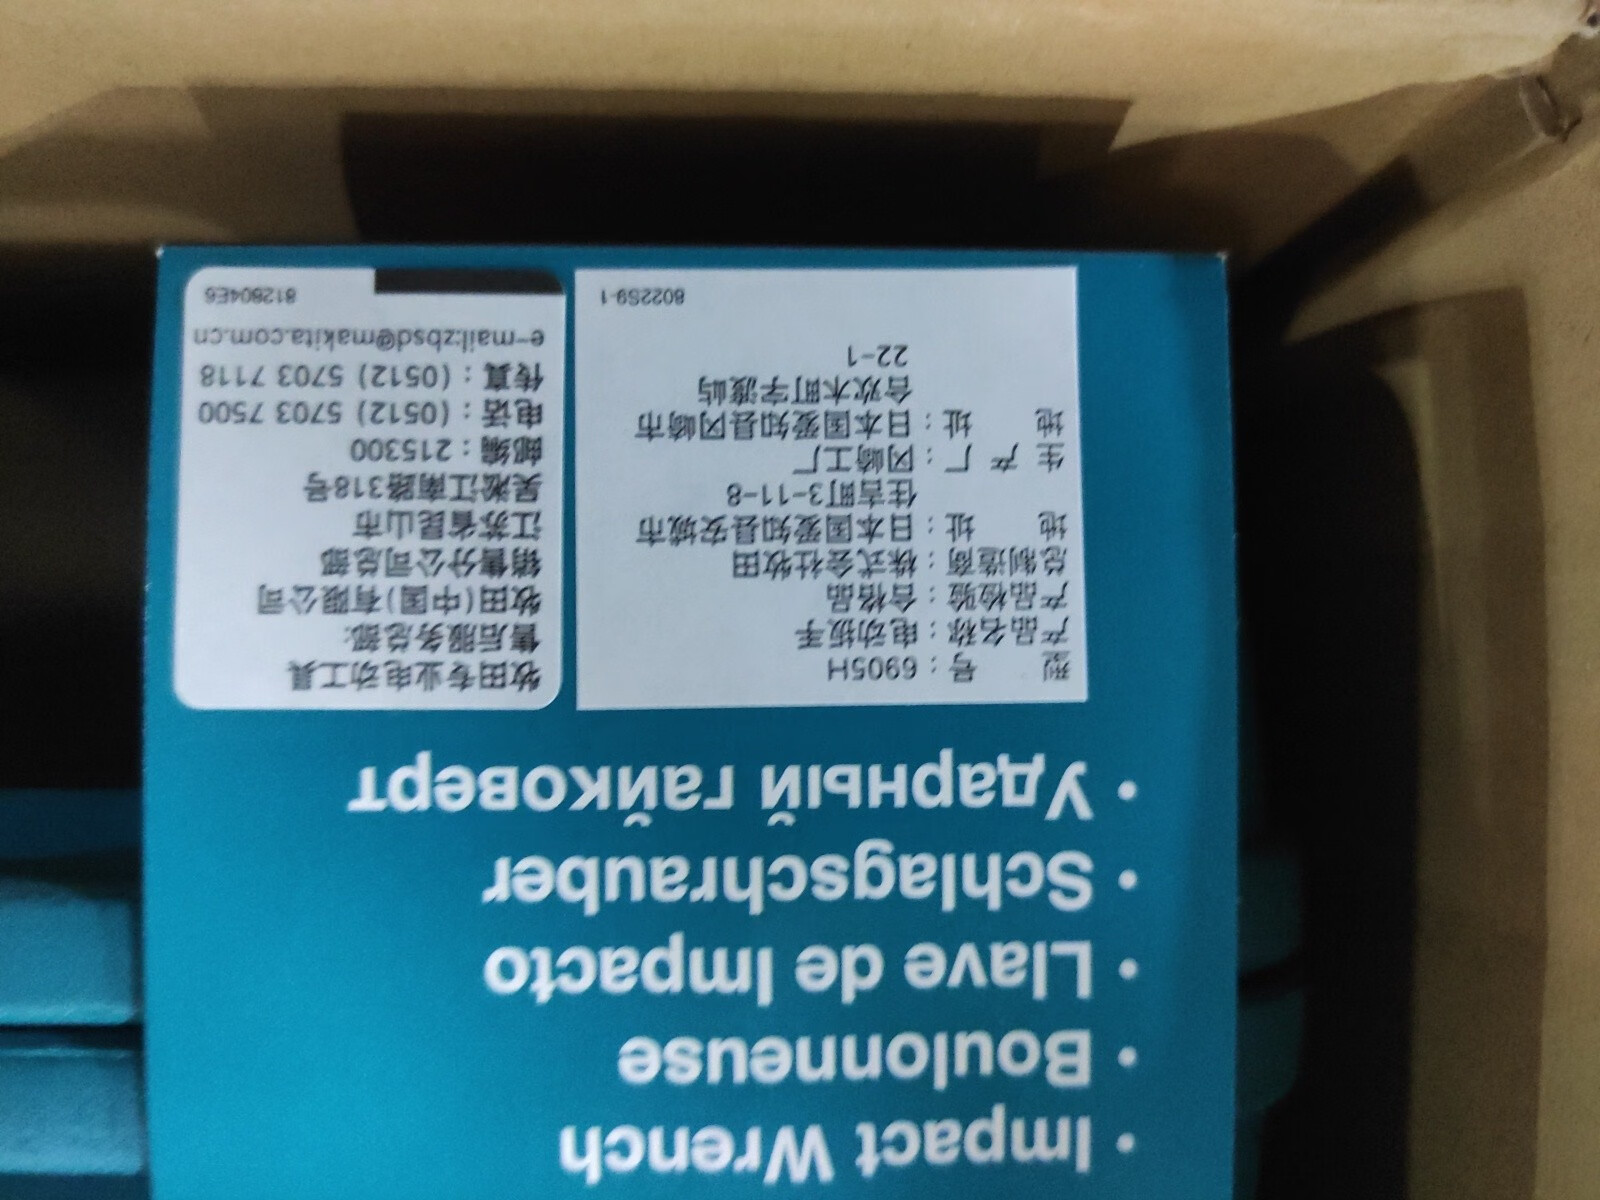 • Impact Wrench
• Boulonneuse
• Llave de Impacto
• Schlagschrauber
• Ударный гайковерт
型 号：6905H
产品名称：电动扳手
产品检验：合格品
总制造商：株式会社牧田
地 址：日本国爱知县安城市
住吉町3-11-8
生 产 厂：冈崎工厂
地 址：日本国爱知县冈崎市
合欢木町字渡屿
22-1
8022S9-1
牧田专业电动工具
售后服务总部:
牧田(中国)有限公司
销售分公司总部
江苏省昆山市
吴淞江南路318号
邮编：215300
电话：(0512) 5703 7500
传真：(0512) 5703 7118
e-mail:zbsd@makita.com.cn
812804E6